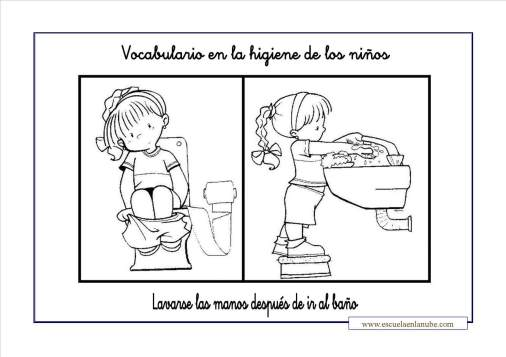 Vocabulario en la higiene de los niños
Lavarse las manos después de ir al baño
www.escuelaenlanube.com